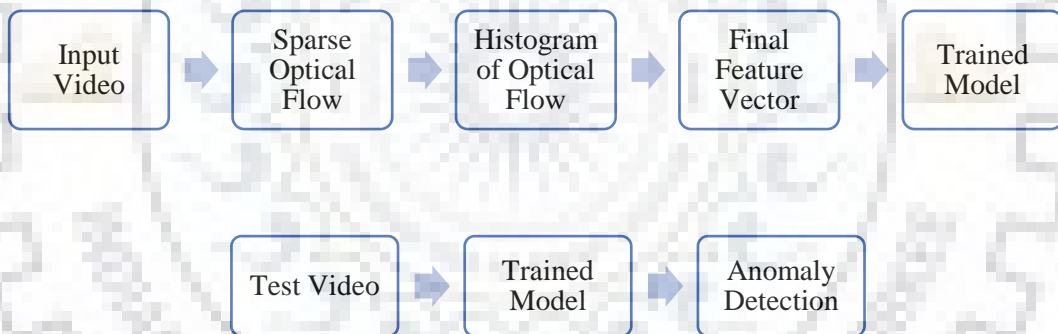 Input
Video
Sparse
Optical
Flow
Histogram
of Optical
Flow
Final
Feature
Vector
Trained
Model
Test Video
Trained
Model
Anomaly
Detection